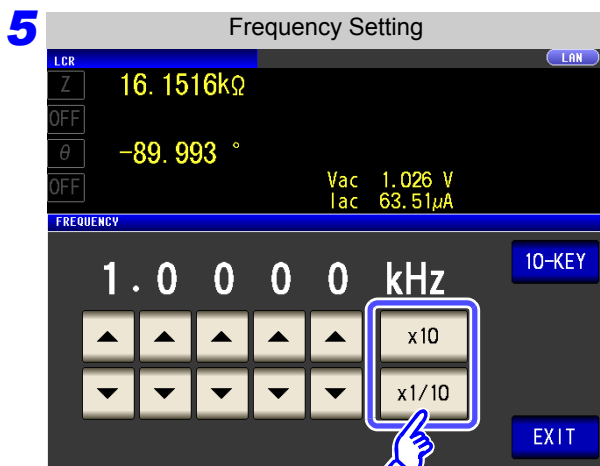 5 Frequency Setting
LCR LAN
Z 16.1516kΩ
OFF
θ -89.993 °
OFF Vac 1.026 V
Iac 63.51μA
FREQUENCY
1.0000 kHz 10-KEY
x10
x1/10
EXIT